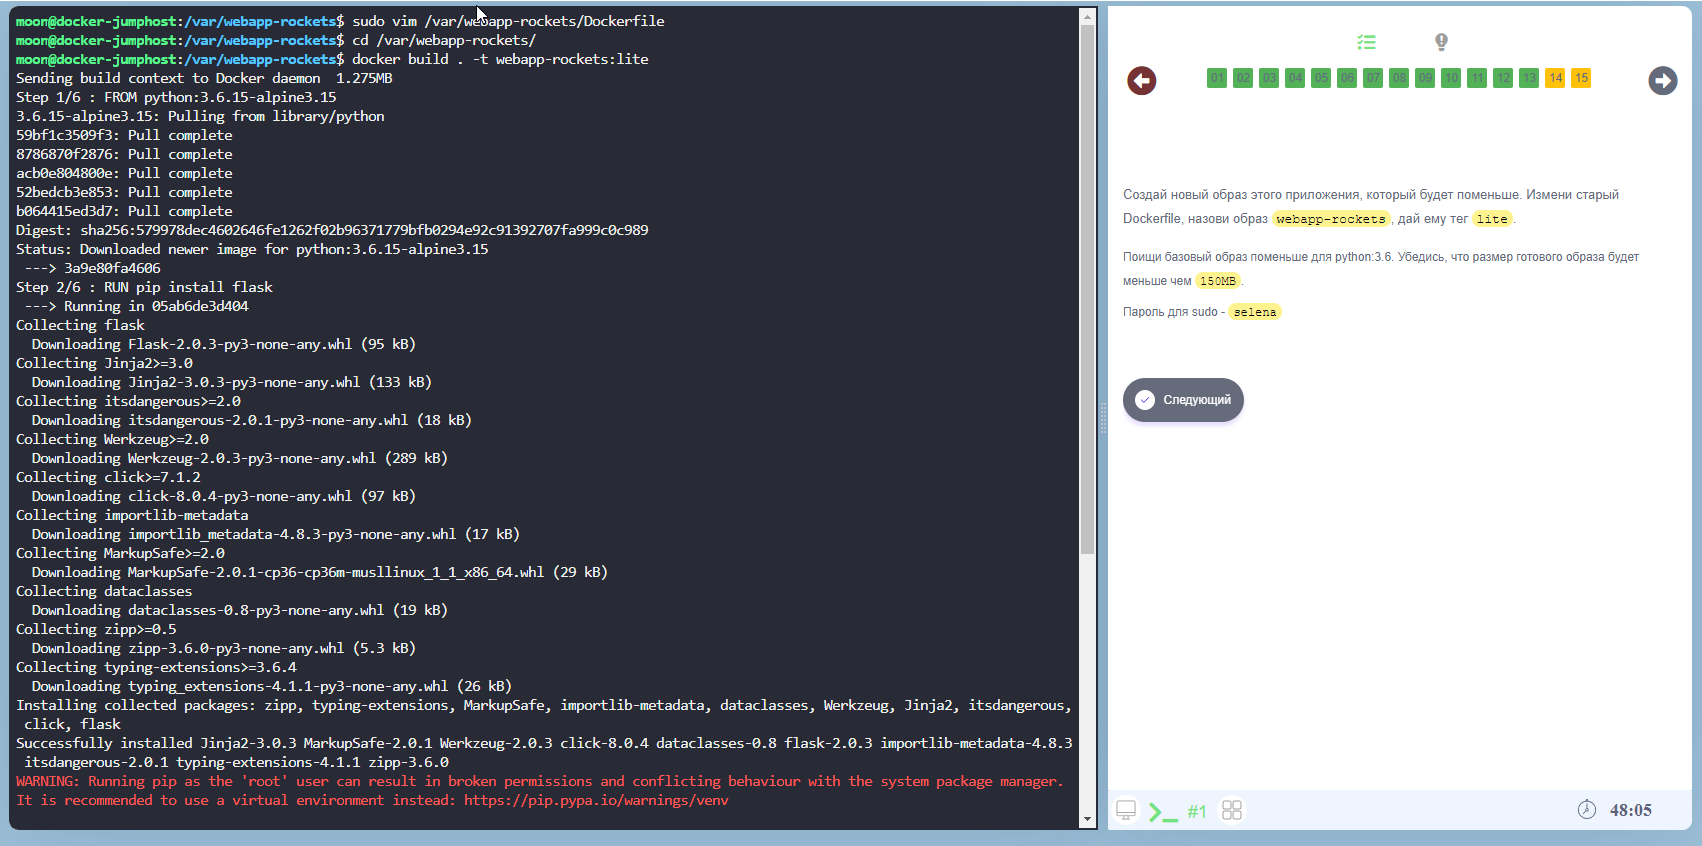 moon@docker-jumphost:/var/webapp-rockets$ sudo vim /var/webapp-rockets/Dockerfile
moon@docker-jumphost:/var/webapp-rockets$ cd /var/webapp-rockets/
moon@docker-jumphost:/var/webapp-rockets$ docker build . -t webapp-rockets:lite
Sending build context to Docker daemon  1.275MB
Step 1/6 : FROM python:3.6.15-alpine3.15
3.6.15-alpine3.15: Pulling from library/python
59bf1c3509f3: Pull complete
8786870f2876: Pull complete
acb0e804800e: Pull complete
52bedcb3e853: Pull complete
b064415ed3d7: Pull complete
Digest: sha256:579978dec4602646fe1262f02b96371779bfb0294e92c91392707fa999c0c989
Status: Downloaded newer image for python:3.6.15-alpine3.15
 ---> 3a9e80fa4606
Step 2/6 : RUN pip install flask
 ---> Running in 05ab6de3d404
Collecting flask
  Downloading Flask-2.0.3-py3-none-any.whl (95 kB)
Collecting Jinja2>=3.0
  Downloading Jinja2-3.0.3-py3-none-any.whl (133 kB)
Collecting itsdangerous>=2.0
  Downloading itsdangerous-2.0.1-py3-none-any.whl (18 kB)
Collecting Werkzeug>=2.0
  Downloading Werkzeug-2.0.3-py3-none-any.whl (289 kB)
Collecting click>=7.1.2
  Downloading click-8.0.4-py3-none-any.whl (97 kB)
Collecting importlib-metadata
  Downloading importlib_metadata-4.8.3-py3-none-any.whl (17 kB)
Collecting MarkupSafe>=2.0
  Downloading MarkupSafe-2.0.1-cp36-cp36m-musllinux_1_1_x86_64.whl (29 kB)
Collecting dataclasses
  Downloading dataclasses-0.8-py3-none-any.whl (19 kB)
Collecting zipp>=0.5
  Downloading zipp-3.6.0-py3-none-any.whl (5.3 kB)
Collecting typing-extensions>=3.6.4
  Downloading typing_extensions-4.1.1-py3-none-any.whl (26 kB)
Installing collected packages: zipp, typing-extensions, MarkupSafe, importlib-metadata, dataclasses, Werkzeug, Jinja2, itsdangerous,
 click, flask
Successfully installed Jinja2-3.0.3 MarkupSafe-2.0.1 Werkzeug-2.0.3 click-8.0.4 dataclasses-0.8 flask-2.0.3 importlib-metadata-4.8.3
 itsdangerous-2.0.1 typing-extensions-4.1.1 zipp-3.6.0
WARNING: Running pip as the 'root' user can result in broken permissions and conflicting behaviour with the system package manager.
It is recommended to use a virtual environment instead: https://pip.pypa.io/warnings/venv
01 02 03 04 05 06 07 08 09 10 11 12 13 14 15
Создай новый образ этого приложения, который будет поменьше. Измени старый
Dockerfile, назови образ webapp-rockets, дай ему тег lite.
Поищи базовый образ поменьше для python:3.6. Убедись, что размер готового образа будет
меньше чем 150MB.
Пароль для sudo - selena
Следующий
#1
48:05